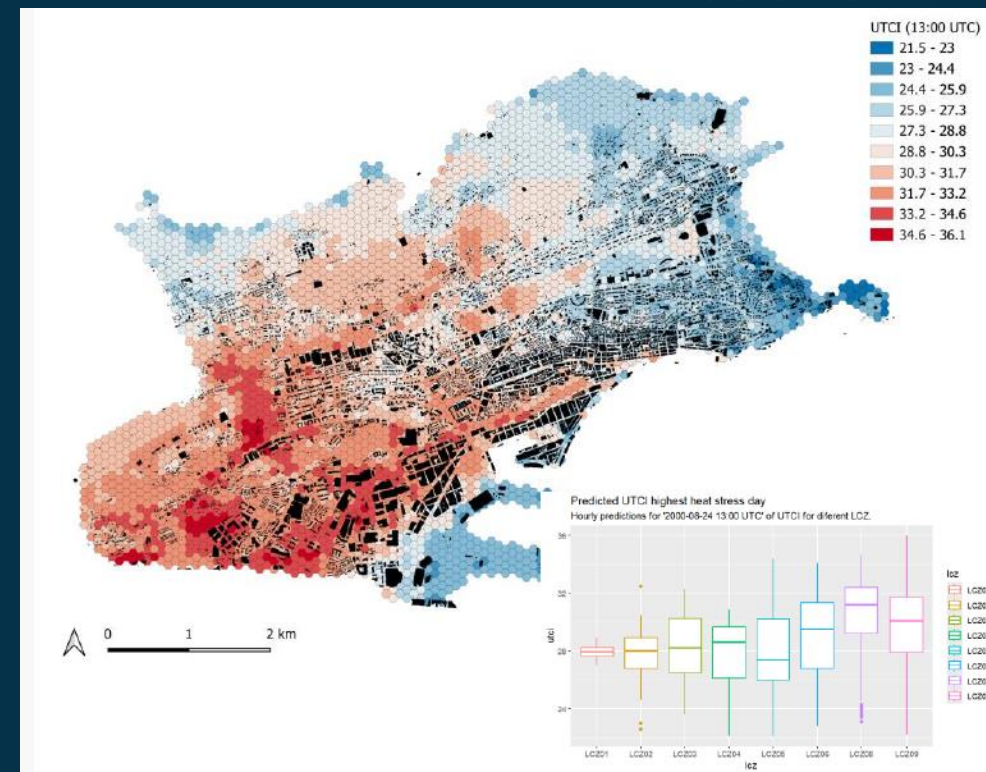 UTCI (13:00 UTC)
21.5 - 23
23 - 24.4
24.4 - 25.9
25.9 - 27.3
27.3 - 28.8
28.8 - 30.3
30.3 - 31.7
31.7 - 33.2
33.2 - 34.6
34.6 - 36.1
0 1 2 km
Predicted UTCI highest heat stress day
Hourly predictions for '2000-08-24 13:00 UTC' of UTCI for diferent LCZ.
36
32
28
24
utci
LCZ01 LCZ02 LCZ03 LCZ04 LCZ06 LCZ08 LCZ09
lcz
lcz